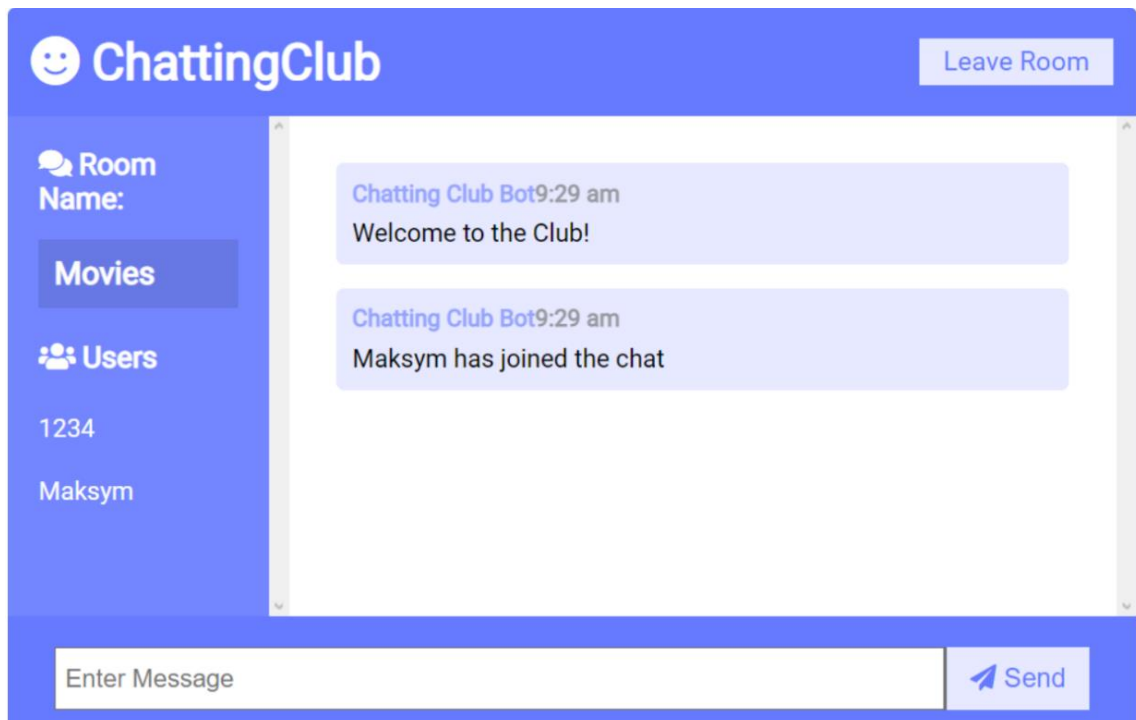 ChattingClub
Leave Room
Room
Name:
Movies
Users
1234
Maksym
Chatting Club Bot9:29 am
Welcome to the Club!
Chatting Club Bot9:29 am
Maksym has joined the chat
Enter Message
Send